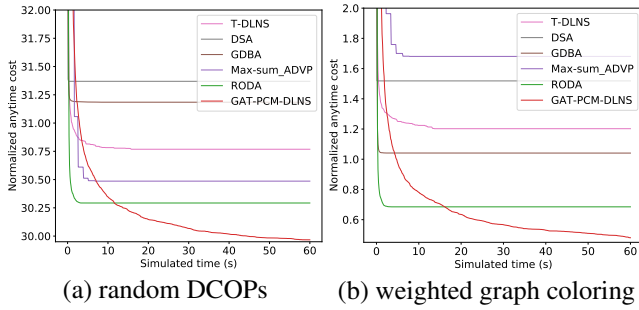 32.00
31.75
31.50
31.25
31.00
30.75
30.50
30.25
30.00
Normalized anytime cost
T-DLNS
DSA
GDBA
Max-sum_ADVP
RODA
GAT-PCM-DLNS
0 10 20 30 40 50 60
Simulated time (s)
(a) random DCOPs
2.0
1.8
1.6
1.4
1.2
1.0
0.8
0.6
Normalized anytime cost
T-DLNS
DSA
GDBA
Max-sum_ADVP
RODA
GAT-PCM-DLNS
0 10 20 30 40 50 60
Simulated time (s)
(b) weighted graph coloring